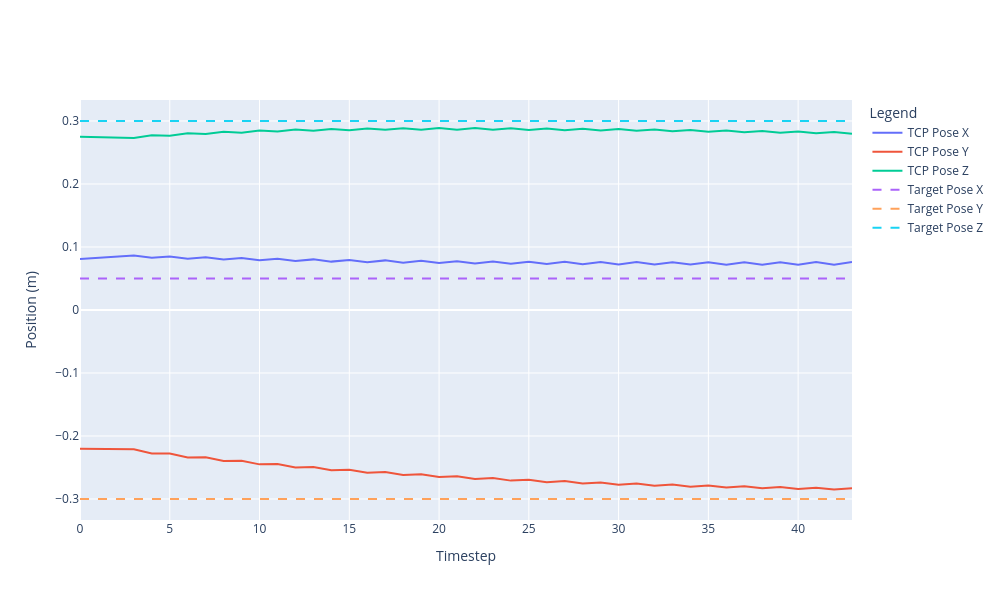 0.3
0.2
0.1
0
−0.1
−0.2
−0.3
Position (m)
0 5 10 15 20 25 30 35 40
Timestep
Legend
TCP Pose X
TCP Pose Y
TCP Pose Z
Target Pose X
Target Pose Y
Target Pose Z